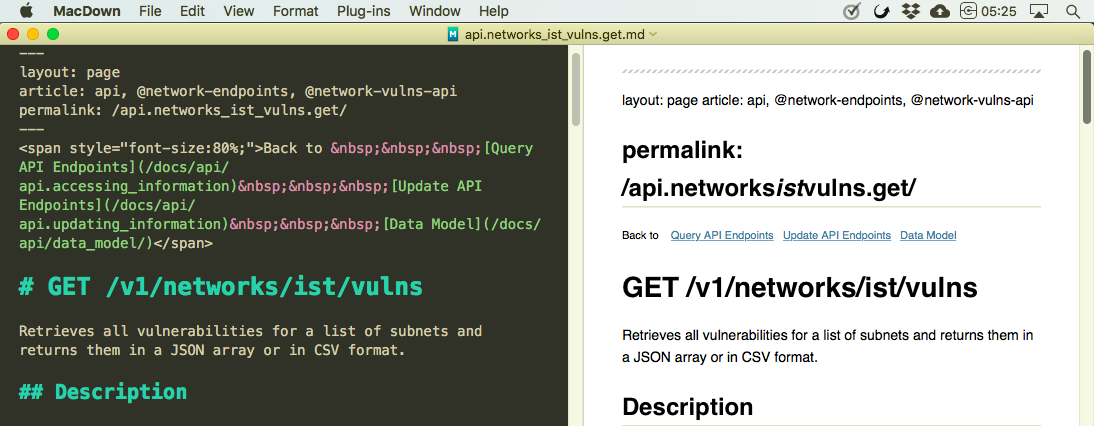 MacDown File Edit View Format Plug-ins Window Help 05:25
api.networks_ist_vulns.get.md
---
layout: page
article: api, @network-endpoints, @network-vulns-api
permalink: /api.networks_ist_vulns.get/
---
<span style="font-size:80%;">Back to &nbsp;&nbsp;&nbsp;[Query
API Endpoints](/docs/api/
api.accessing_information)&nbsp;&nbsp;&nbsp;[Update API
Endpoints](/docs/api/
api.updating_information)&nbsp;&nbsp;&nbsp;[Data Model](/docs/
api/data_model/)</span>
# GET /v1/networks/ist/vulns
Retrieves all vulnerabilities for a list of subnets and
returns them in a JSON array or in CSV format.
## Description
layout: page article: api, @network-endpoints, @network-vulns-api
permalink:
/api.networksistvulns.get/
Back to Query API Endpoints Update API Endpoints Data Model
GET /v1/networks/ist/vulns
Retrieves all vulnerabilities for a list of subnets and returns them in
a JSON array or in CSV format.
Description